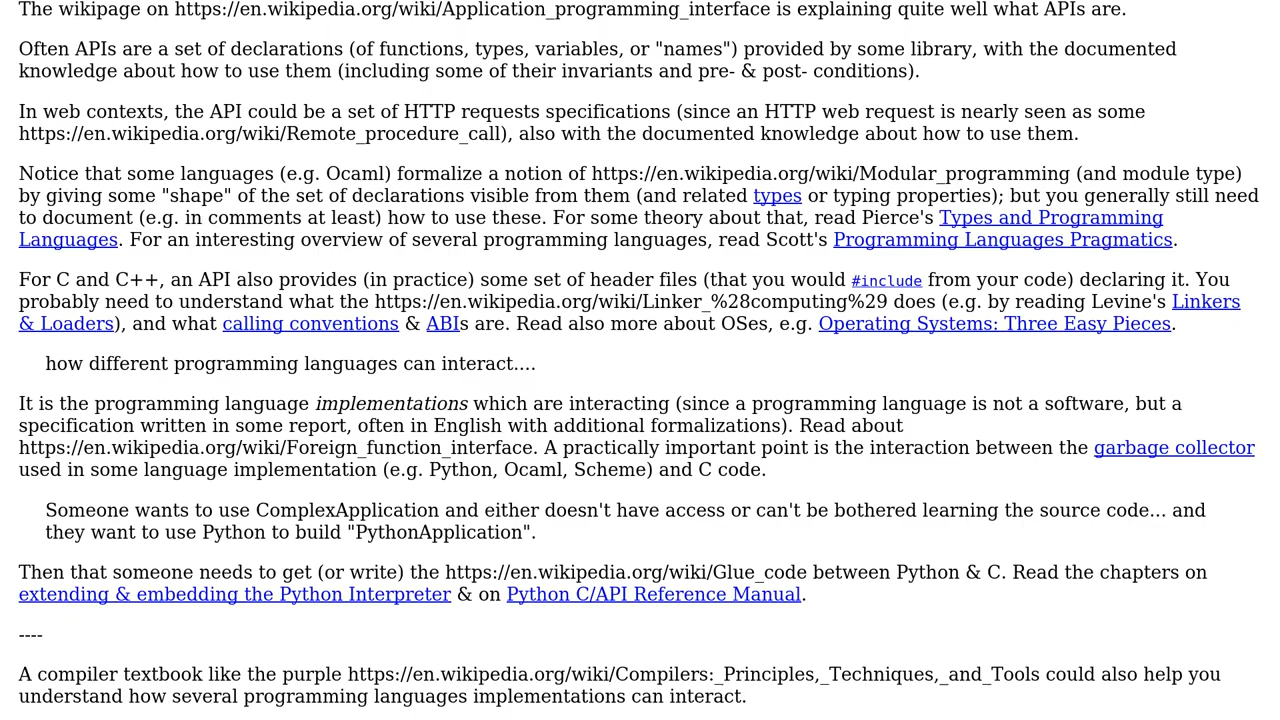 The wikipage on https://en.wikipedia.org/wiki/Application_programming_interface is explaining quite well what APIs are.
Often APIs are a set of declarations (of functions, types, variables, or "names") provided by some library, with the documented
knowledge about how to use them (including some of their invariants and pre- & post- conditions).
In web contexts, the API could be a set of HTTP requests specifications (since an HTTP web request is nearly seen as some
https://en.wikipedia.org/wiki/Remote_procedure_call), also with the documented knowledge about how to use them.
Notice that some languages (e.g. Ocaml) formalize a notion of https://en.wikipedia.org/wiki/Modular_programming (and module type)
by giving some "shape" of the set of declarations visible from them (and related types or typing properties); but you generally still need
to document (e.g. in comments at least) how to use these. For some theory about that, read Pierce's Types and Programming
Languages. For an interesting overview of several programming languages, read Scott's Programming Languages Pragmatics.
For C and C++, an API also provides (in practice) some set of header files (that you would #include from your code) declaring it. You
probably need to understand what the https://en.wikipedia.org/wiki/Linker_%28computing%29 does (e.g. by reading Levine's Linkers
& Loaders), and what calling conventions & ABIs are. Read also more about OSes, e.g. Operating Systems: Three Easy Pieces.
how different programming languages can interact....
It is the programming language implementations which are interacting (since a programming language is not a software, but a
specification written in some report, often in English with additional formalizations). Read about
https://en.wikipedia.org/wiki/Foreign_function_interface. A practically important point is the interaction between the garbage collector
used in some language implementation (e.g. Python, Ocaml, Scheme) and C code.
Someone wants to use ComplexApplication and either doesn't have access or can't be bothered learning the source code... and
they want to use Python to build "PythonApplication".
Then that someone needs to get (or write) the https://en.wikipedia.org/wiki/Glue_code between Python & C. Read the chapters on
extending & embedding the Python Interpreter & on Python C/API Reference Manual.
----
A compiler textbook like the purple https://en.wikipedia.org/wiki/Compilers:_Principles,_Techniques,_and_Tools could also help you
understand how several programming languages implementations can interact.